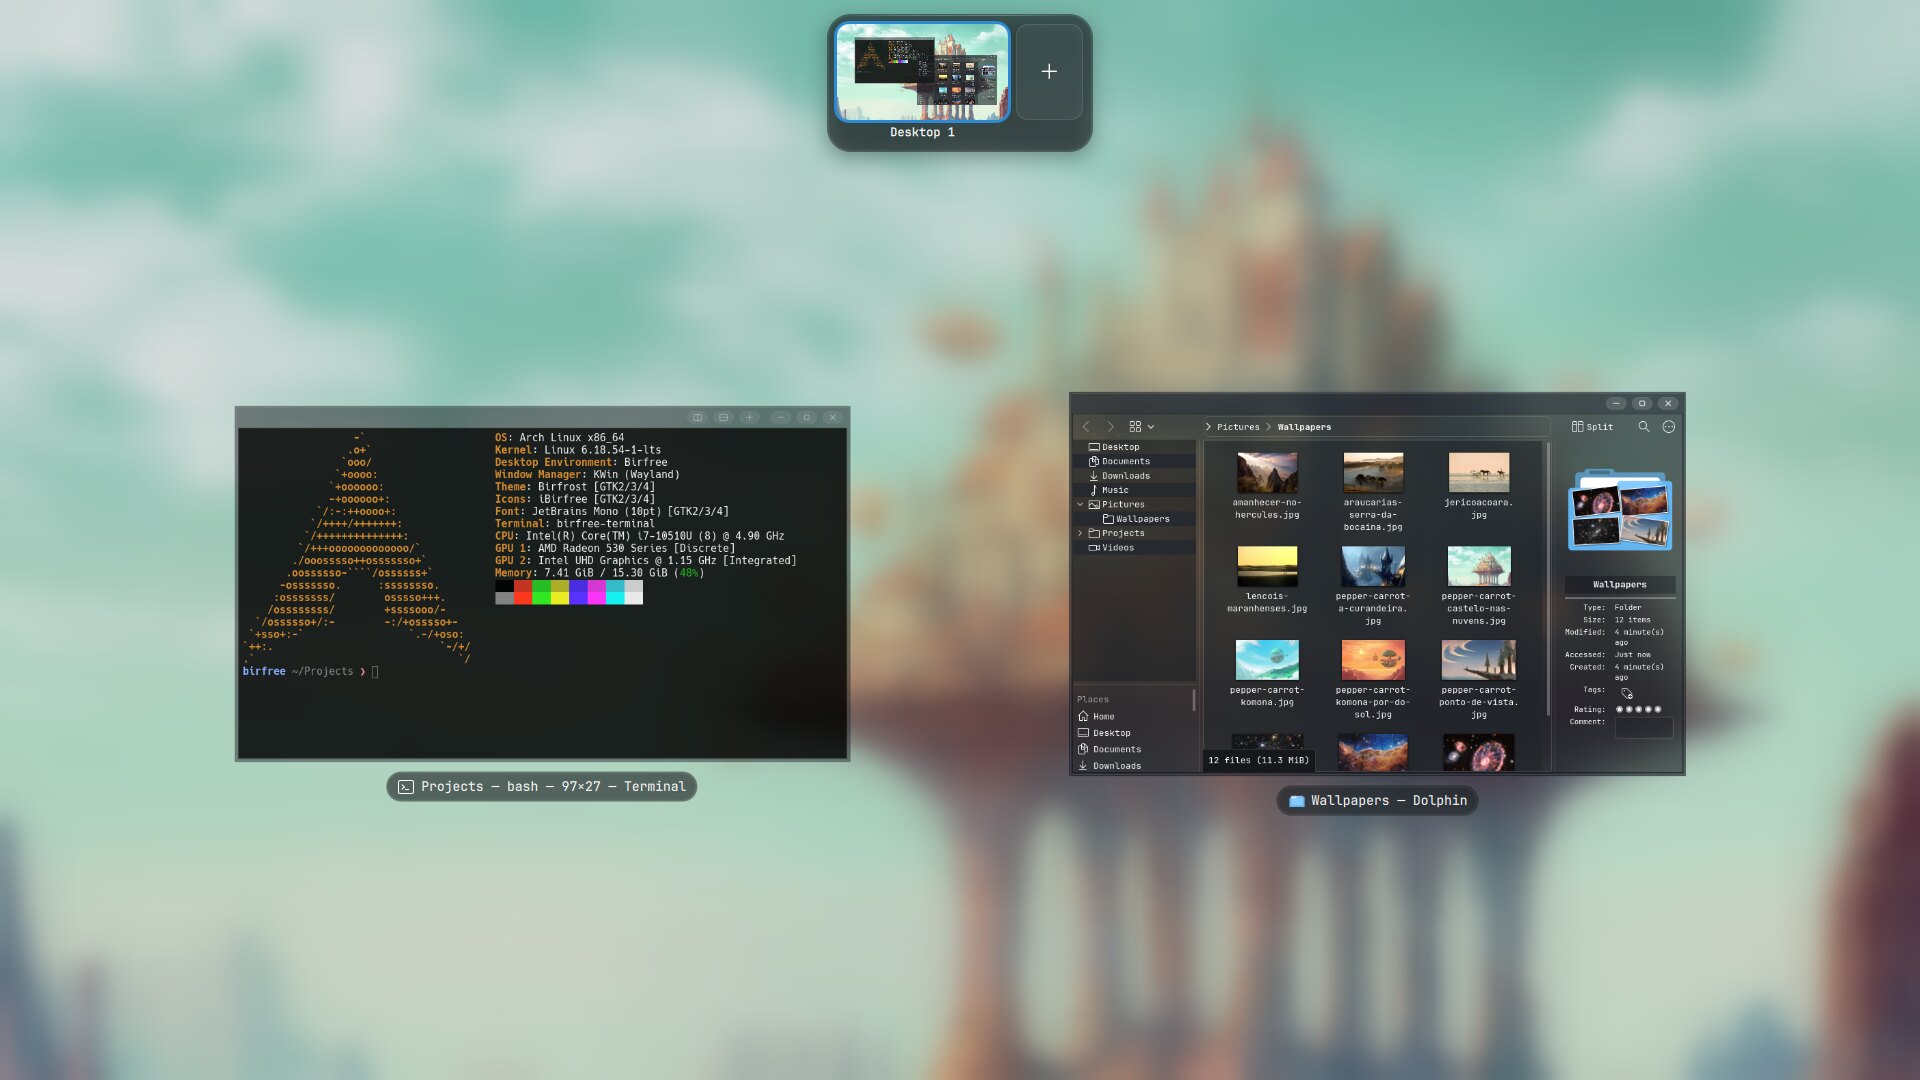 Desktop 1
OS: Arch Linux x86_64
Kernel: Linux 6.18.54-1-lts
Desktop Environment: Birfree
Window Manager: KWin (Wayland)
Theme: Birfrost [GTK2/3/4]
Icons: iBirfree [GTK2/3/4]
Font: JetBrains Mono (10pt) [GTK2/3/4]
Terminal: birfree-terminal
CPU: Intel(R) Core(TM) i7-10510U (8) @ 4.90 GHz
GPU 1: AMD Radeon 530 Series [Discrete]
GPU 2: Intel UHD Graphics @ 1.15 GHz [Integrated]
Memory: 7.41 GiB / 15.30 GiB (48%)
birfree ~/Projects ❯
Projects — bash — 97×27 — Terminal
Pictures > Wallpapers
Split
Desktop
Documents
Downloads
Music
Pictures
Wallpapers
Projects
Videos
Places
Home
Desktop
Documents
Downloads
amanhecer-no-
hercules.jpg
araucarias-
serra-da-
bocaina.jpg
jericoacoara.
jpg
lencois-
maranhenses.jpg
pepper-carrot-
a-curandeira.
jpg
pepper-carrot-
castelo-nas-
nuvens.jpg
pepper-carrot-
komona.jpg
pepper-carrot-
komona-por-do-
sol.jpg
pepper-carrot-
ponto-de-vista.
jpg
12 files (11.3 MiB)
Wallpapers
Type: Folder
Size: 12 items
Modified: 4 minute(s)
ago
Accessed: Just now
Created: 4 minute(s)
ago
Tags:
Rating:
Comment:
Wallpapers — Dolphin